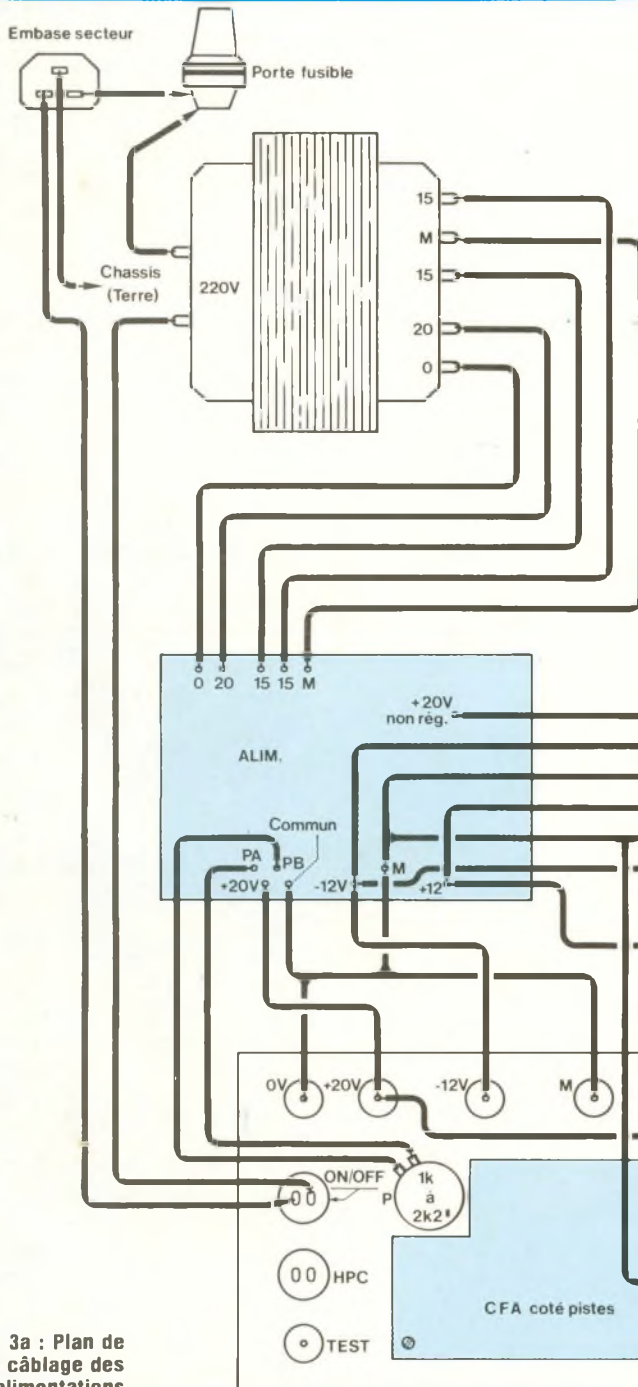 Embase secteur
Porte fusible
15
M
15
20
0
220V
Chassis
(Terre)
0 20 15 15 M
+20V
non rég.
ALIM.
Commun
PA
PB
M
+20V
-12V
+12
0V
+20V
-12V
M
ON/OFF
P
1k
à
2k2
HPC
TEST
CFA coté pistes
3a : Plan de
câblage des
alimentations